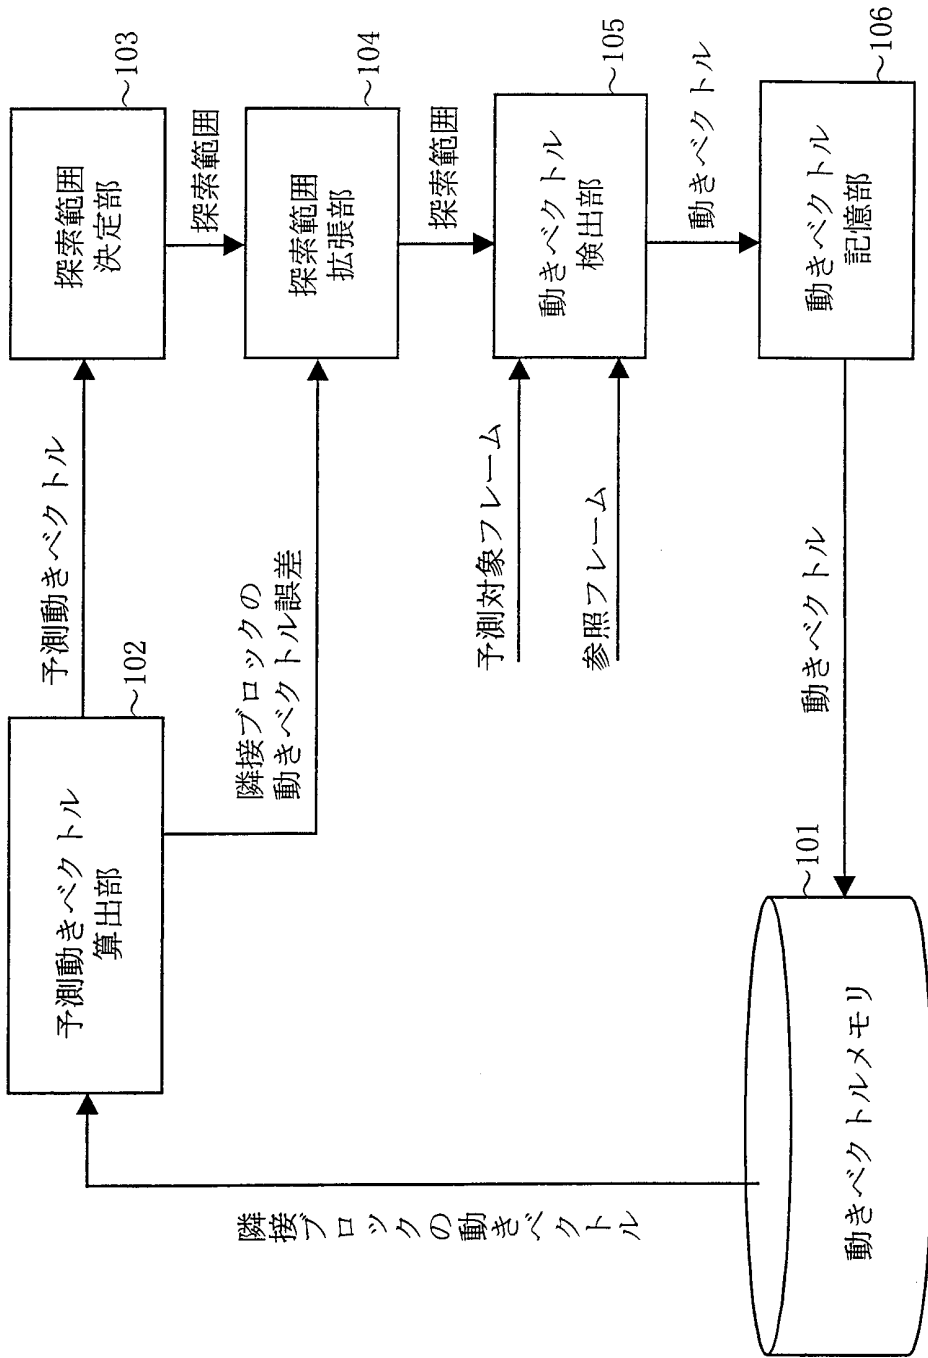 予測動きベクトル
算出部
~102
予測動きベクトル
探索範囲
決定部
~103
探索範囲
隣接ブロックの
動きベクトル誤差
探索範囲
拡張部
~104
探索範囲
予測対象フレーム
参照フレーム
動きベクトル
検出部
~105
動きベクトル
動きベクトル
記憶部
~106
動きベクトル
動きベクトルメモリ
~101
隣接ブロックの動きベクトル